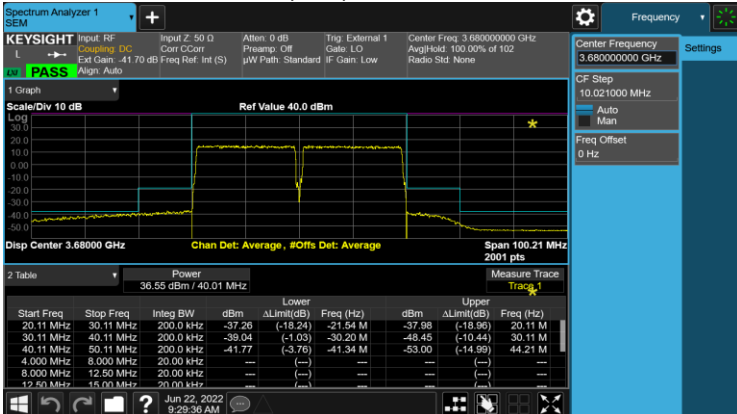 Spectrum Analyzer 1
SEM
Frequency
KEYSIGHT
L
LXI PASS
Input: RF
Coupling: DC
Ext Gain: -41.70 dB
Align: Auto
Input Z: 50 Ω
Corr CCorr
Freq Ref: Int (S)
Atten: 0 dB
Preamp: Off
µW Path: Standard
Trig: External 1
Gate: LO
IF Gain: Low
Center Freq: 3.680000000 GHz
Avg|Hold: 100.00% of 102
Radio Std: None
Center Frequency
3.680000000 GHz
Settings
CF Step
10.021000 MHz
Auto
Man
Freq Offset
0 Hz
1 Graph
Scale/Div 10 dB
Ref Value 40.0 dBm
Log
30.0
20.0
10.0
0.00
-10.0
-20.0
-30.0
-40.0
-50.0
Disp Center 3.68000 GHz
Chan Det: Average , #Offs Det: Average
Span 100.21 MHz
2001 pts
2 Table
Power
36.55 dBm / 40.01 MHz
Measure Trace
Trace 1
Lower Upper
Start Freq Stop Freq Integ BW dBm ΔLimit(dB) Freq (Hz) dBm ΔLimit(dB) Freq (Hz)
20.11 MHz 30.11 MHz 200.0 kHz -37.26 (-18.24) -21.54 M -37.98 (-18.96) 20.11 M
30.11 MHz 40.11 MHz 200.0 kHz -39.04 (-1.03) -30.20 M -48.45 (-10.44) 30.11 M
40.11 MHz 50.11 MHz 200.0 kHz -41.77 (-3.76) -41.34 M -53.00 (-14.99) 44.21 M
4.000 MHz 8.000 MHz 20.00 kHz --- (---) --- --- (---) ---
8.000 MHz 12.50 MHz 20.00 kHz --- (---) --- --- (---) ---
12.50 MHz 15.00 MHz 20.00 kHz --- (---) --- --- (---) ---
Jun 22, 2022
9:29:36 AM